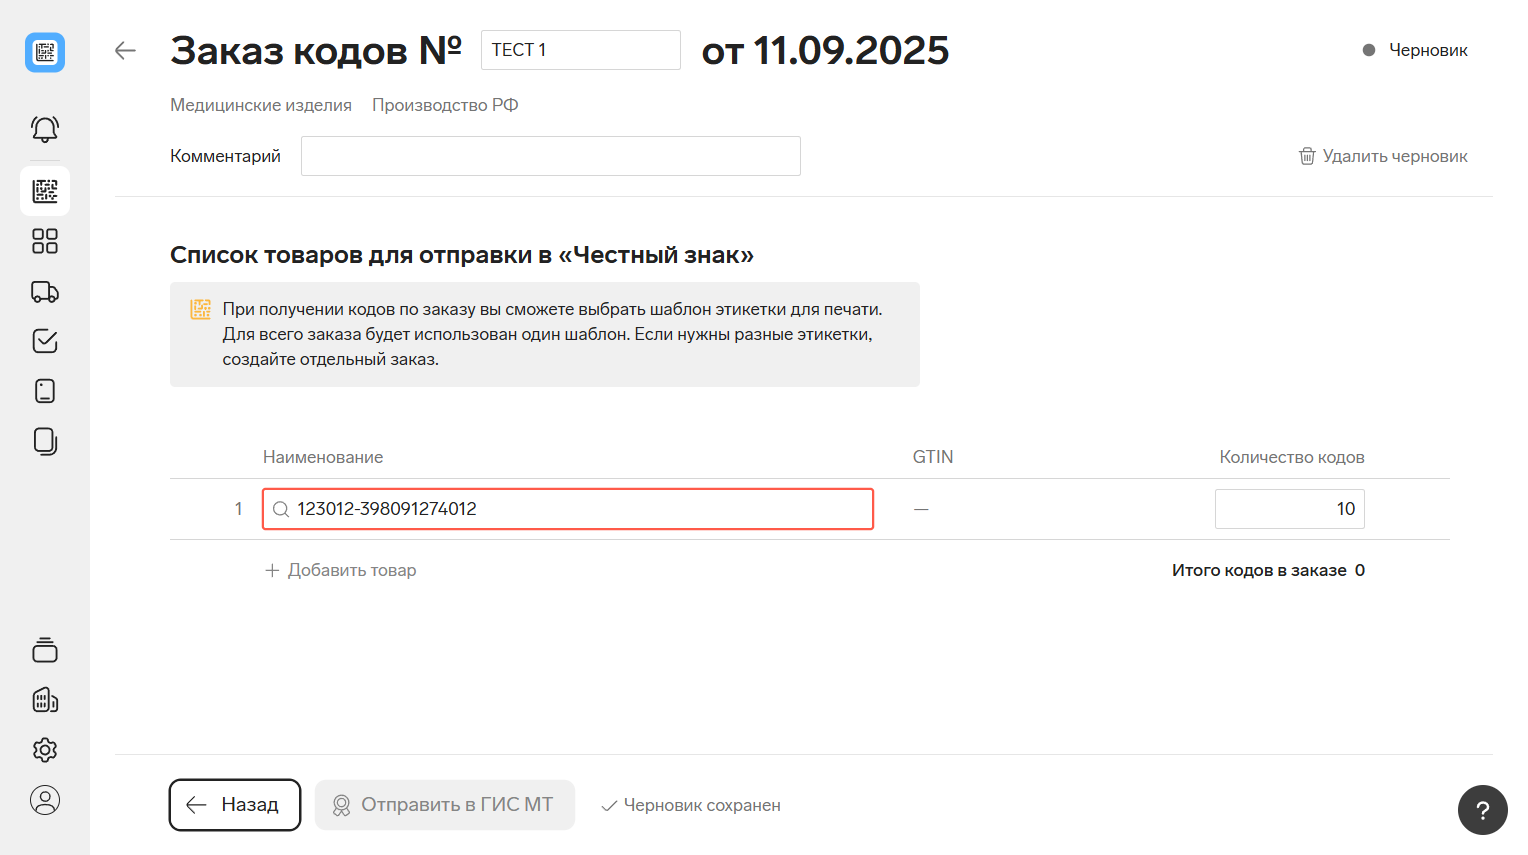 Заказ кодов № ТЕСТ 1 от 11.09.2025
Черновик
Медицинские изделия Производство РФ
Комментарий
Удалить черновик
Список товаров для отправки в «Честный знак»
При получении кодов по заказу вы сможете выбрать шаблон этикетки для печати.
Для всего заказа будет использован один шаблон. Если нужны разные этикетки,
создайте отдельный заказ.
Наименование GTIN Количество кодов
1 123012-398091274012 — 10
Добавить товар
Итого кодов в заказе 0
Назад
Отправить в ГИС МТ
Черновик сохранен
?